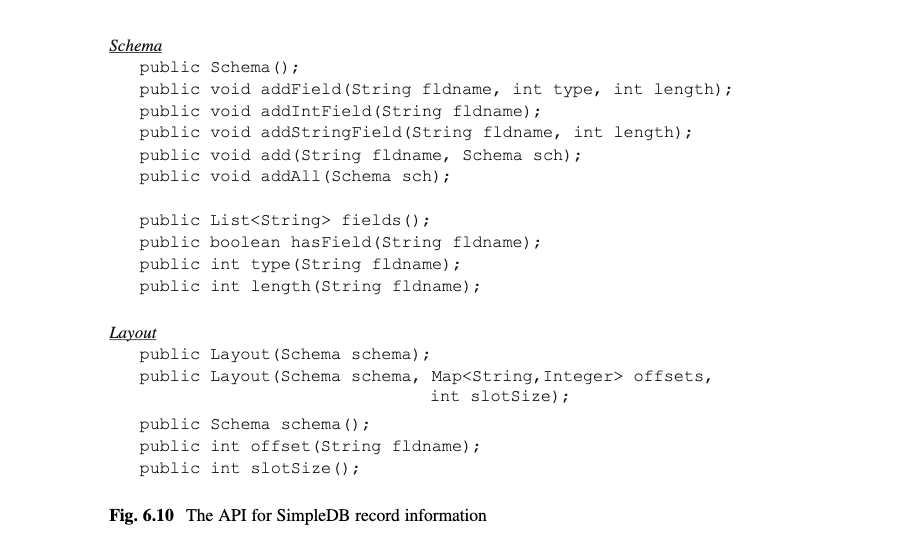 Schema
public Schema();
public void addField(String fldname, int type, int length);
public void addIntField(String fldname);
public void addStringField(String fldname, int length);
public void add(String fldname, Schema sch);
public void addAll(Schema sch);
public List<String> fields();
public boolean hasField(String fldname);
public int type(String fldname);
public int length(String fldname);
Layout
public Layout(Schema schema);
public Layout(Schema schema, Map<String,Integer> offsets,
int slotSize);
public Schema schema();
public int offset(String fldname);
public int slotSize();
Fig. 6.10 The API for SimpleDB record information